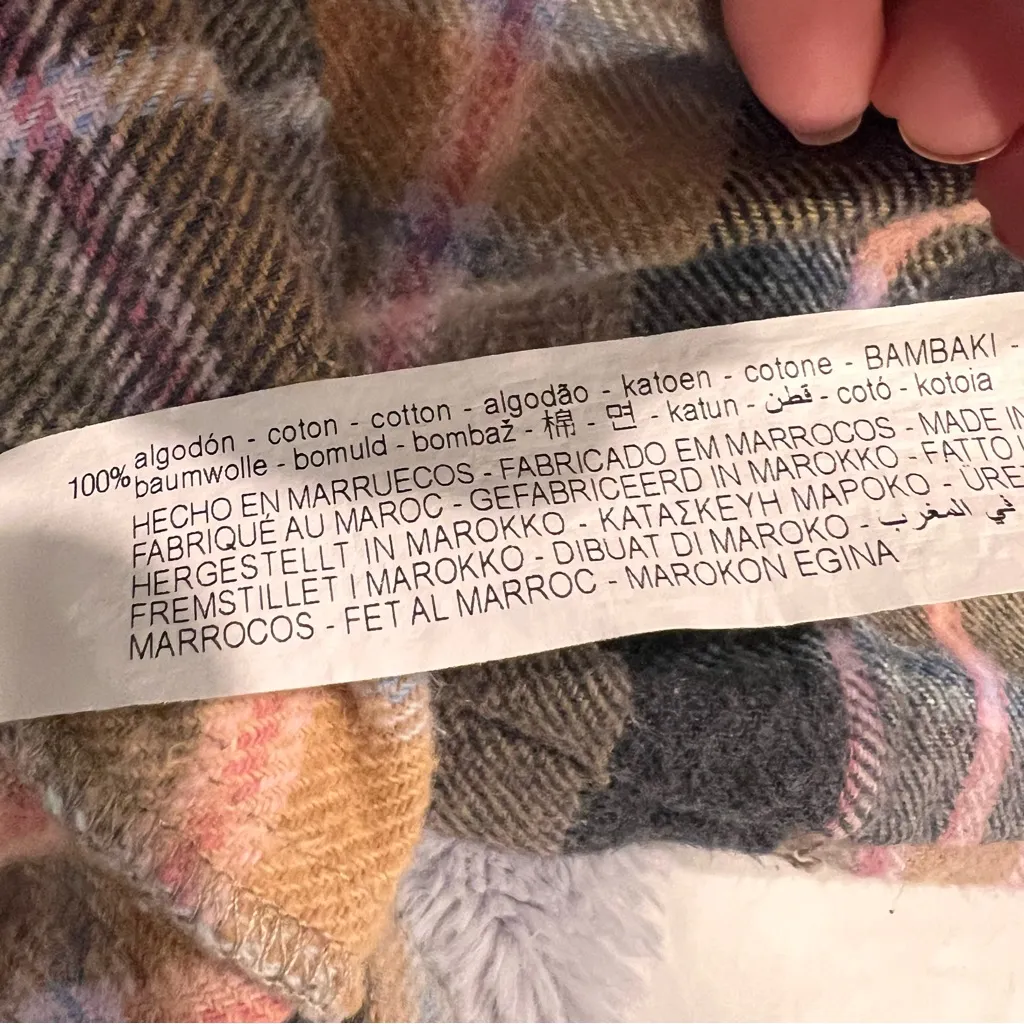 100% algodón - coton - cotton - algodão - katoen - cotone - BAMBAKI -
baumwolle - bomuld - bombaž - 棉 - 면 - katun - قطن - cotó - kotoia
HECHO EN MARRUECOS - FABRICADO EM MARROCOS - MADE IN
FABRIQUÉ AU MAROC - GEFABRICEERD IN MAROKKO - FATTO
HERGESTELLT IN MAROKKO - ΚΑΤΑΣΚΕΥΗ ΜΑΡΟΚΟ -
FREMSTILLET I MAROKKO - DIBUAT DI MAROKO - في المغرب
MARROCOS - FET AL MARROC - MAROKON EGINA